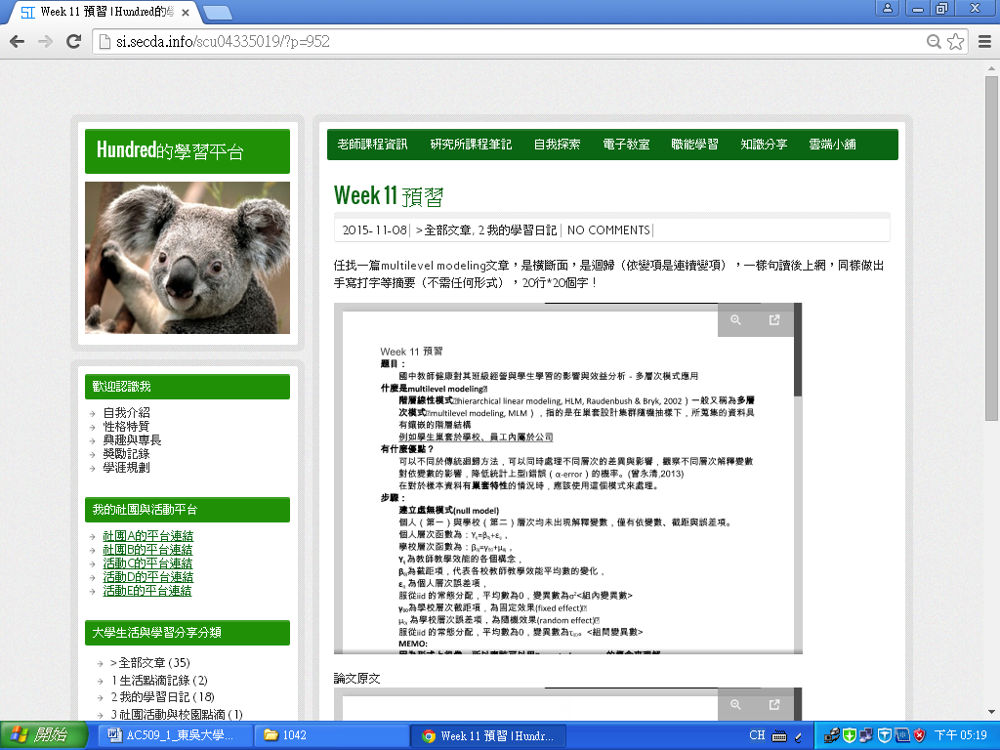 Week 11 預習 | Hundred的學
si.secda.info/scu04335019/?p=952
Hundred的學習平台
老師課程資訊 研究所課程筆記 自我探索 電子教室 職能學習 知識分享 雲端小舖
Week 11 預習
2015-11-08| >全部文章, 2 我的學習日記| NO COMMENTS|
任找一篇multilevel modeling文章，是橫斷面，是迴歸（依變項是連續變項），一樣句讀後上網，同樣做出
手寫打字等摘要（不需任何形式），20行*20個字！
Week 11 預習
題目：
國中教師健康對其班級經營與學生學習的影響與效益分析－多層次模式應用
什麼是multilevel modeling
階層線性模式 hierarchical linear modeling, HLM, Raudenbush & Bryk, 2002）一般又稱為多層
次模式 multilevel modeling, MLM），指的是在巢套設計集群隨機抽樣下，所蒐集的資料具
有鑲嵌的階層結構
例如學生巢套於學校、員工內屬於公司
有什麼優點？
可以不同於傳統迴歸方法，可以同時處理不同層次的差異與影響，觀察不同層次解釋變數
對依變數的影響，降低統計上型I錯誤（α-error）的機率。(曾永清,2013)
在對於樣本資料有巢套特性的情況時，應該使用這個模式來處理。
步驟：
建立虛無模式(null model)
個人（第一）與學校（第二）層次均未出現解釋變數，僅有依變數、截距與誤差項。
個人層次函數為：Yij=β0j+εij，
學校層次函數為：β0j=γ00+μ0j，
Yij為教師教學效能的各個構念，
β0j為截距項，代表各校教師教學效能平均數的變化，
εij 為個人層次誤差項，
服從iid 的常態分配，平均數為0，變異數為σ²<組內變異數>
γ00為學校層次截距項，為固定效果(fixed effect)
μ0j 為學校層次誤差項，為隨機效果(random effect)
服從iid 的常態分配，平均數為0，變異數為τ00。<組間變異數>
MEMO:
論文原文
歡迎認識我
自我介紹
性格特質
興趣與專長
獎勵記錄
學涯規劃
我的社團與活動平台
社團A的平台連結
社團B的平台連結
活動C的平台連結
活動D的平台連結
活動E的平台連結
大學生活與學習分享分類
>全部文章 (35)
1 生活點滴記錄 (2)
2 我的學習日記 (18)
3 社團活動與校園點滴 (1)
開始 AC509_1_東吳大學... 1042 Week 11 預習 | Hundr... CH 下午 05:19